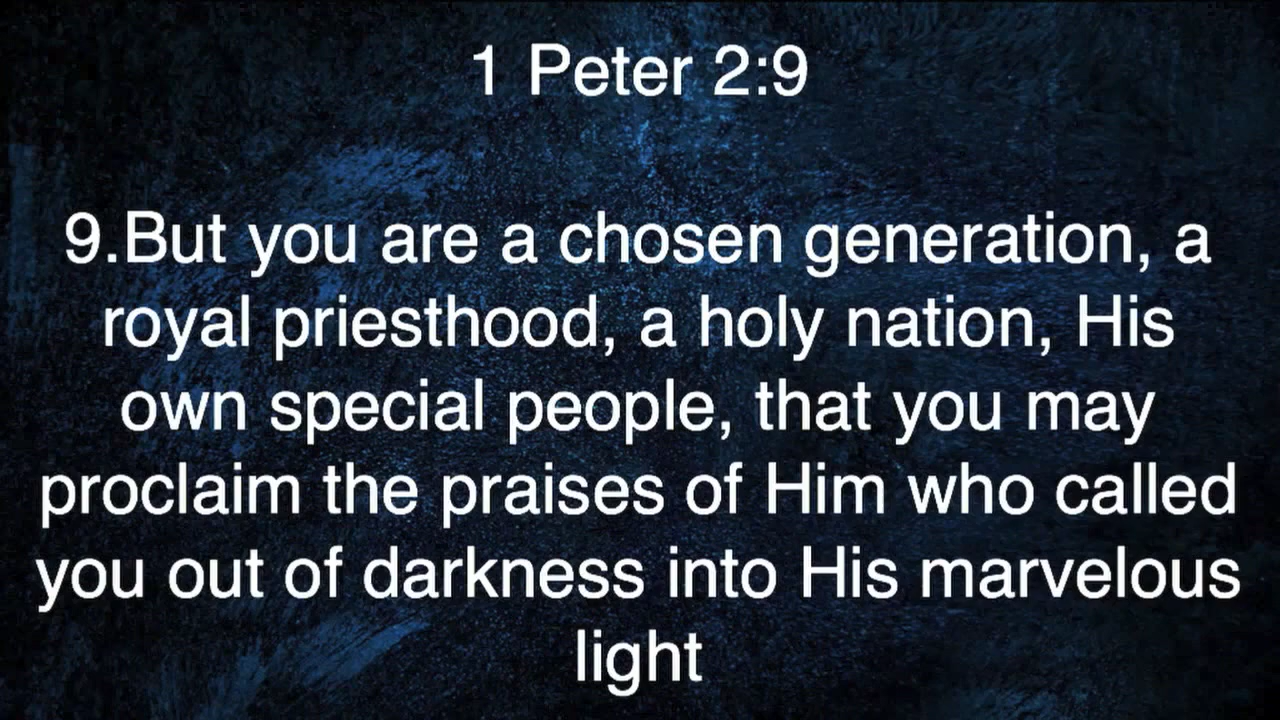 1 Peter 2:9
9.But you are a chosen generation, a
royal priesthood, a holy nation, His
own special people, that you may
proclaim the praises of Him who called
you out of darkness into His marvelous
light